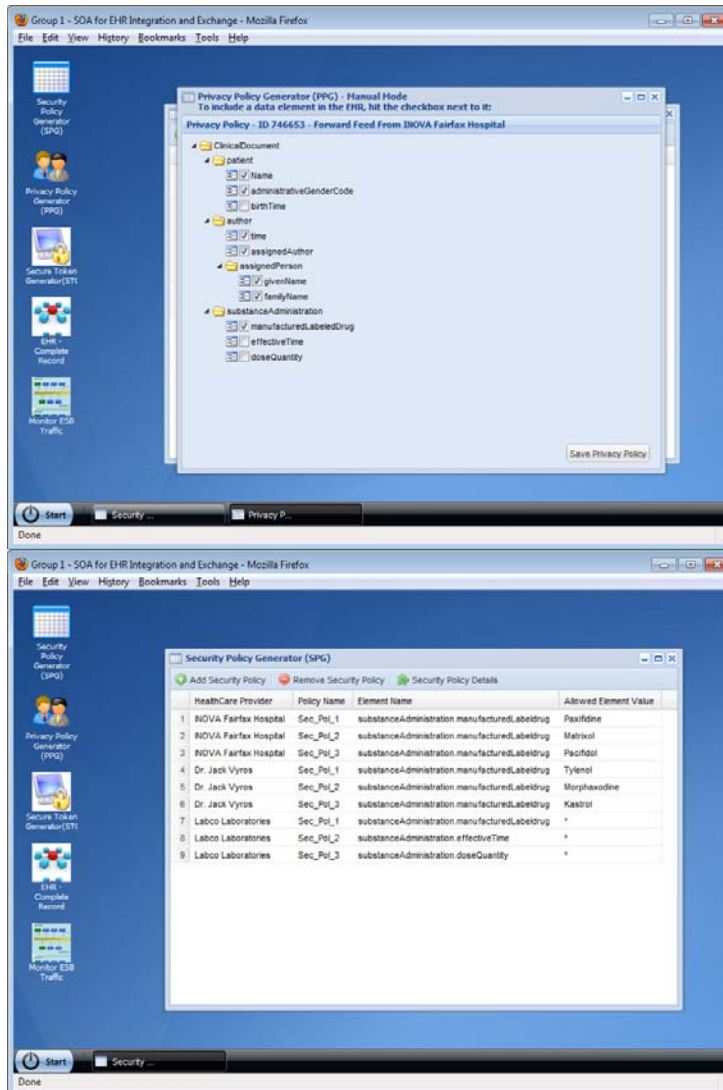 Group 1 - SOA for EHR Integration and Exchange - Mozilla Firefox
File Edit View History Bookmarks Tools Help
Security
Policy
Generator
(SPG)
Privacy Policy
Generator
(PPG)
Secure Token
Generator(STG
EHR -
Complete
Record
Monitor ESB
Traffic
Privacy Policy Generator (PPG) - Manual Mode
To include a data element in the EHR, hit the checkbox next to it:
Privacy Policy - ID 746653 - Forward Feed From INOVA Fairfax Hospital
ClinicalDocument
patient
Name
administrativeGenderCode
birthTime
author
time
assignedAuthor
assignedPerson
givenName
familyName
substanceAdministration
manufacturedLabeledDrug
effectiveTime
doseQuantity
Save Privacy Policy
Start Security ... Privacy P...
Done
Group 1 - SOA for EHR Integration and Exchange - Mozilla Firefox
File Edit View History Bookmarks Tools Help
Security
Policy
Generator
(SPG)
Privacy Policy
Generator
(PPG)
Secure Token
Generator(STG
EHR -
Complete
Record
Monitor ESB
Traffic
Security Policy Generator (SPG)
Add Security Policy Remove Security Policy Security Policy Details
HealthCare Provider Policy Name Element Name Allowed Element Value
1 INOVA Fairfax Hospital Sec_Pol_1 substanceAdministration.manufacturedLabeldrug Paxifidine
2 INOVA Fairfax Hospital Sec_Pol_2 substanceAdministration.manufacturedLabeldrug Matrixol
3 INOVA Fairfax Hospital Sec_Pol_3 substanceAdministration.manufacturedLabeldrug Pacifidol
4 Dr. Jack Vyros Sec_Pol_1 substanceAdministration.manufacturedLabeldrug Tylenol
5 Dr. Jack Vyros Sec_Pol_2 substanceAdministration.manufacturedLabeldrug Morphaxodine
6 Dr. Jack Vyros Sec_Pol_3 substanceAdministration.manufacturedLabeldrug Kastrol
7 Labco Laboratories Sec_Pol_1 substanceAdministration.manufacturedLabeldrug *
8 Labco Laboratories Sec_Pol_2 substanceAdministration.effectiveTime *
9 Labco Laboratories Sec_Pol_3 substanceAdministration.doseQuantity *
Start Security ...
Done